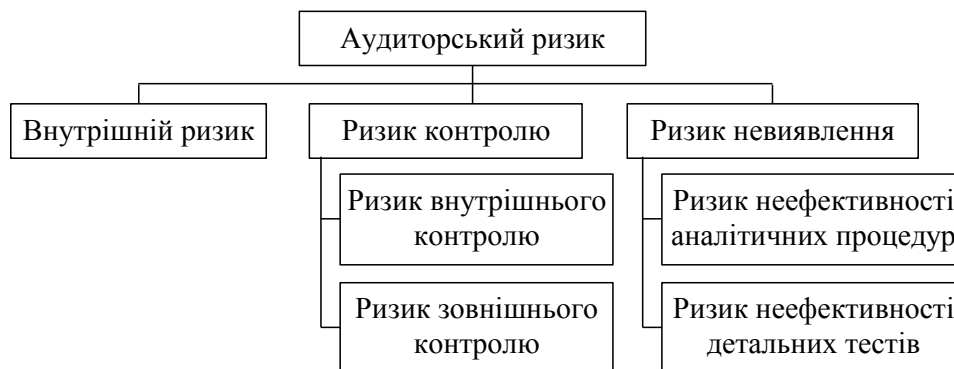 Аудиторський ризик
Внутрішній ризик
Ризик контролю
Ризик невиявлення
Ризик внутрішнього
контролю
Ризик неефективності
аналітичних процедур
Ризик зовнішнього
контролю
Ризик неефективності
детальних тестів